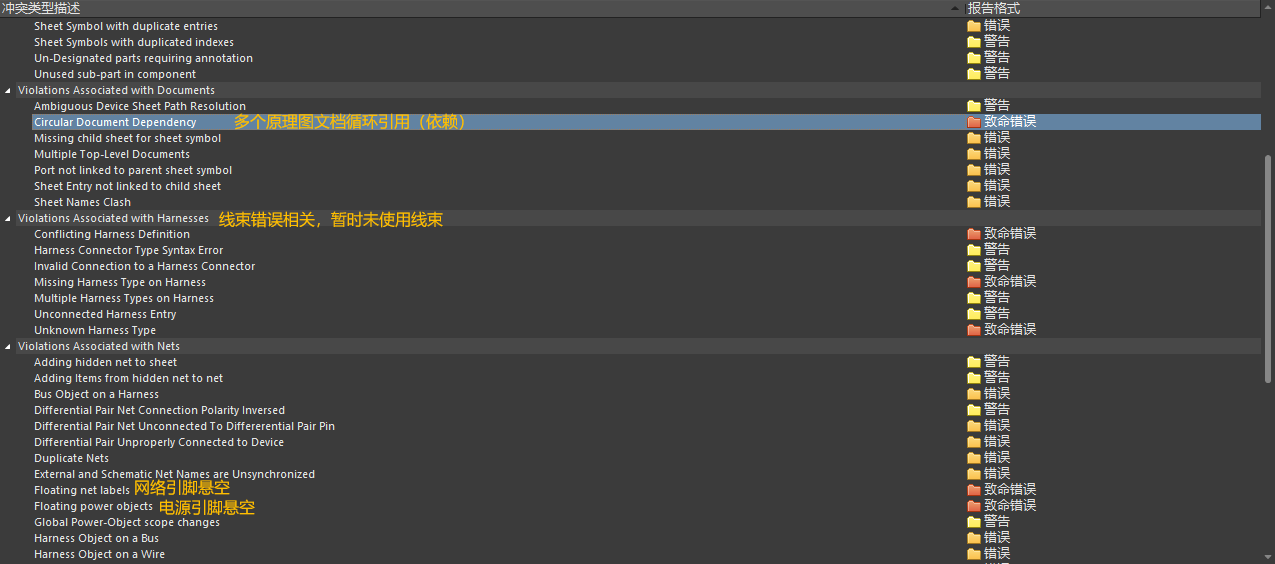 冲突类型描述 报告格式
Sheet Symbol with duplicate entries 错误
Sheet Symbols with duplicated indexes 警告
Un-Designated parts requiring annotation 警告
Unused sub-part in component 警告
Violations Associated with Documents
Ambiguous Device Sheet Path Resolution 警告
Circular Document Dependency 多个原理图文档循环引用（依赖） 致命错误
Missing child sheet for sheet symbol 错误
Multiple Top-Level Documents 错误
Port not linked to parent sheet symbol 错误
Sheet Entry not linked to child sheet 错误
Sheet Names Clash 错误
Violations Associated with Harnesses 线束错误相关，暂时未使用线束
Conflicting Harness Definition 致命错误
Harness Connector Type Syntax Error 警告
Invalid Connection to a Harness Connector 警告
Missing Harness Type on Harness 致命错误
Multiple Harness Types on Harness 警告
Unconnected Harness Entry 警告
Unknown Harness Type 致命错误
Violations Associated with Nets
Adding hidden net to sheet 警告
Adding Items from hidden net to net 警告
Bus Object on a Harness 错误
Differential Pair Net Connection Polarity Inversed 警告
Differential Pair Net Unconnected To Differerential Pair Pin 错误
Differential Pair Unproperly Connected to Device 错误
Duplicate Nets 错误
External and Schematic Net Names are Unsynchronized 错误
Floating net labels 网络引脚悬空 致命错误
Floating power objects 电源引脚悬空 致命错误
Global Power-Object scope changes 警告
Harness Object on a Bus 错误
Harness Object on a Wire 错误